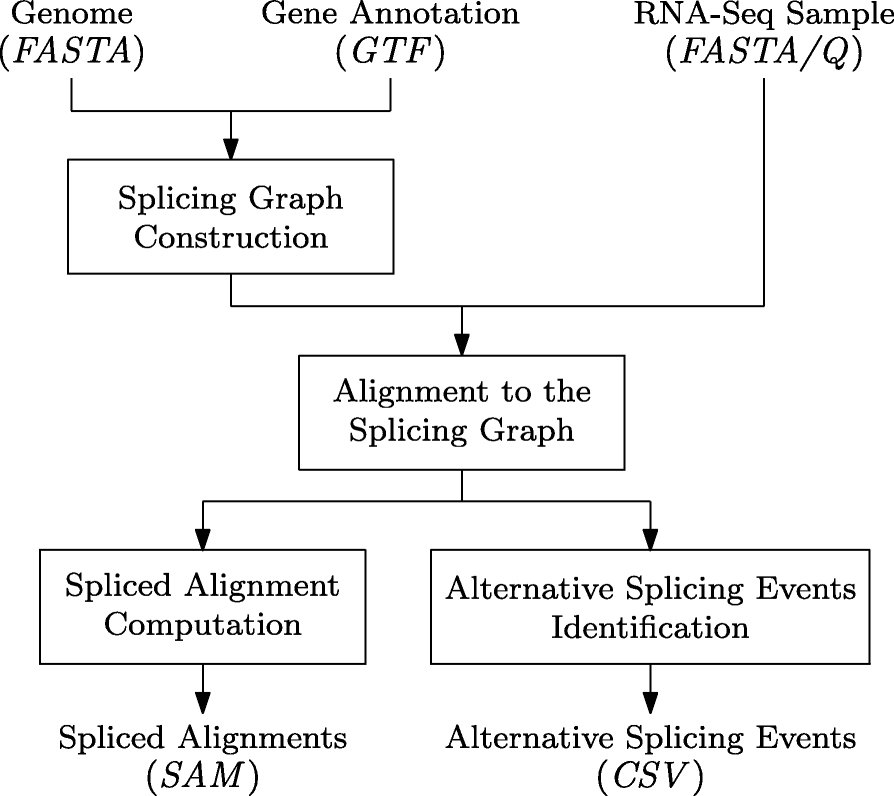 Genome
(FASTA)
Gene Annotation
(GTF)
RNA-Seq Sample
(FASTA/Q)
Splicing Graph
Construction
Alignment to the
Splicing Graph
Spliced Alignment
Computation
Alternative Splicing Events
Identification
Spliced Alignments
(SAM)
Alternative Splicing Events
(CSV)